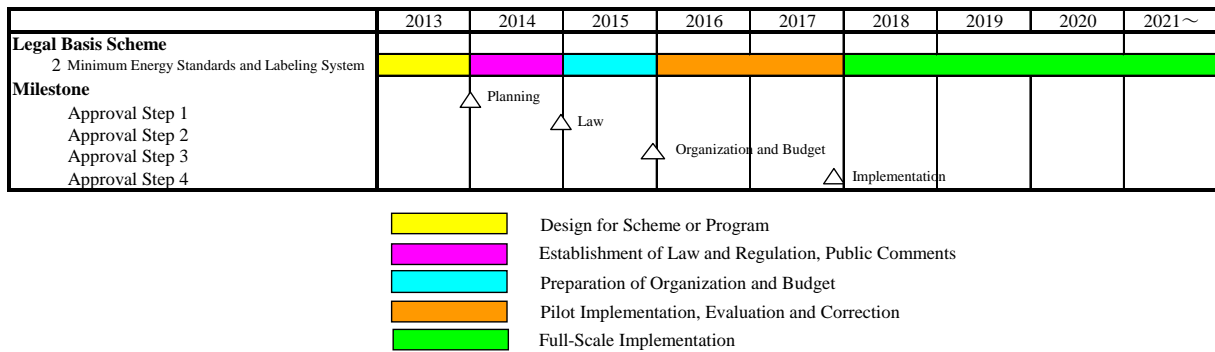 2013 2014 2015 2016 2017 2018 2019 2020 2021～
Legal Basis Scheme
2 Minimum Energy Standards and Labeling System
Milestone
Planning
Approval Step 1
Law
Approval Step 2
Organization and Budget
Approval Step 3
Implementation
Approval Step 4
Design for Scheme or Program
Establishment of Law and Regulation, Public Comments
Preparation of Organization and Budget
Pilot Implementation, Evaluation and Correction
Full-Scale Implementation